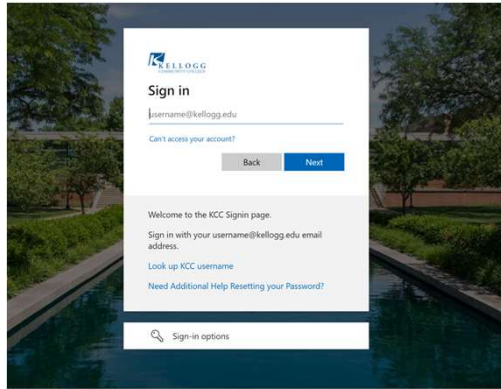 KELLOGG
COMMUNITY COLLEGE
Sign in
username@kellogg.edu
Can't access your account?
Back
Next
Welcome to the KCC Signin page.
Sign in with your username@kellogg.edu email
address.
Look up KCC username
Need Additional Help Resetting your Password?
Sign-in options